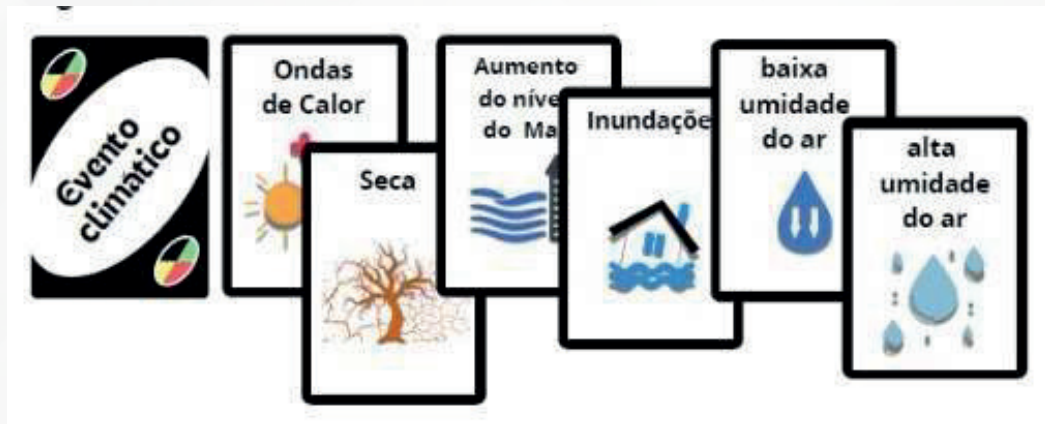 Evento
climático
Ondas
de Calor
Seca
Aumento
do níve
do Ma
Inundaçõe
baixa
umidade
do ar
alta
umidade
do ar